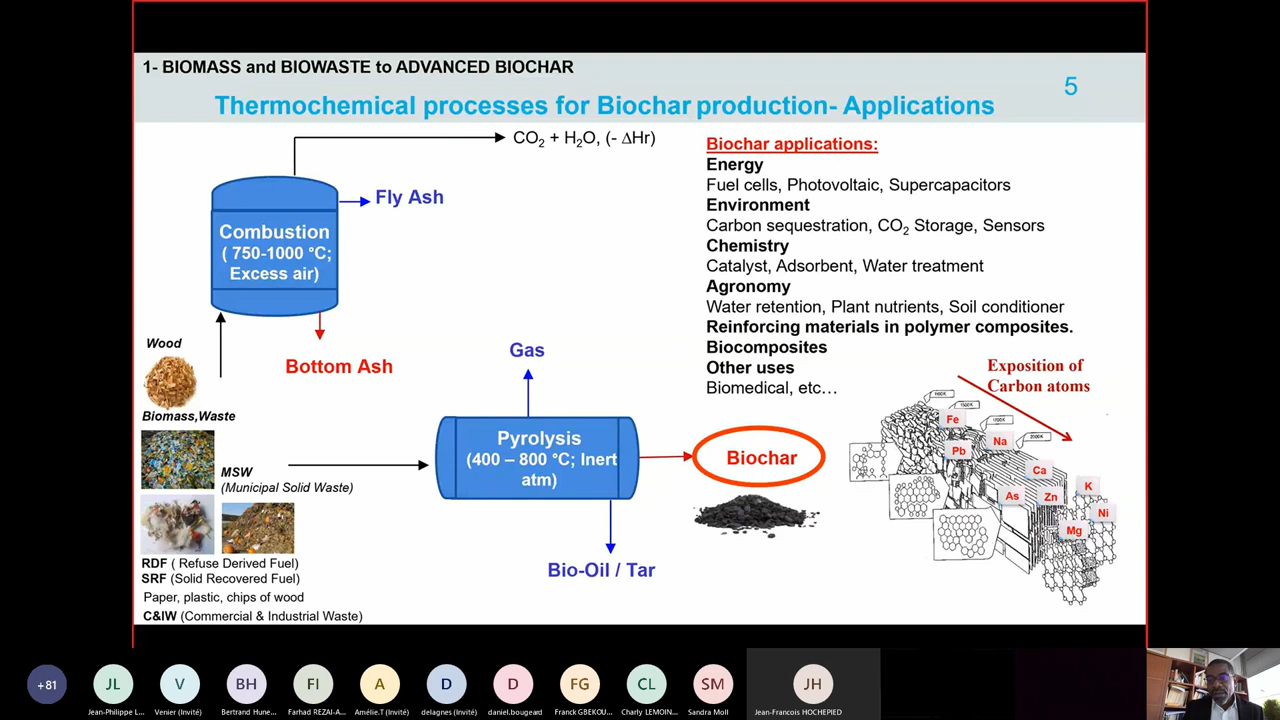 1- BIOMASS and BIOWASTE to ADVANCED BIOCHAR
5
Thermochemical processes for Biochar production- Applications
CO2 + H2O, (- ΔHr)
Fly Ash
Combustion
( 750-1000 °C;
Excess air)
Bottom Ash
Wood
Biomass,Waste
MSW
(Municipal Solid Waste)
RDF ( Refuse Derived Fuel)
SRF (Solid Recovered Fuel)
Paper, plastic, chips of wood
C&IW (Commercial & Industrial Waste)
Gas
Pyrolysis
(400 – 800 °C; Inert
atm)
Bio-Oil / Tar
Biochar
Biochar applications:
Energy
Fuel cells, Photovoltaic, Supercapacitors
Environment
Carbon sequestration, CO2 Storage, Sensors
Chemistry
Catalyst, Adsorbent, Water treatment
Agronomy
Water retention, Plant nutrients, Soil conditioner
Reinforcing materials in polymer composites.
Biocomposites
Other uses
Biomedical, etc…
Exposition of
Carbon atoms
Fe
Na
Pb
Ca
As
Zn
K
Ni
Mg
+81
JL
V
BH
FI
A
D
D
FG
CL
SM
JH
Jean-Philippe L...
Venier (Invité)
Bertrand Hune...
Farhad REZAI-A...
Amélie.T (Invité)
delagnes (Invité)
daniel.bougeard
Franck GBEKOU...
Charly LEMOIN...
Sandra Moll
Jean-Francois HOCHEPIED